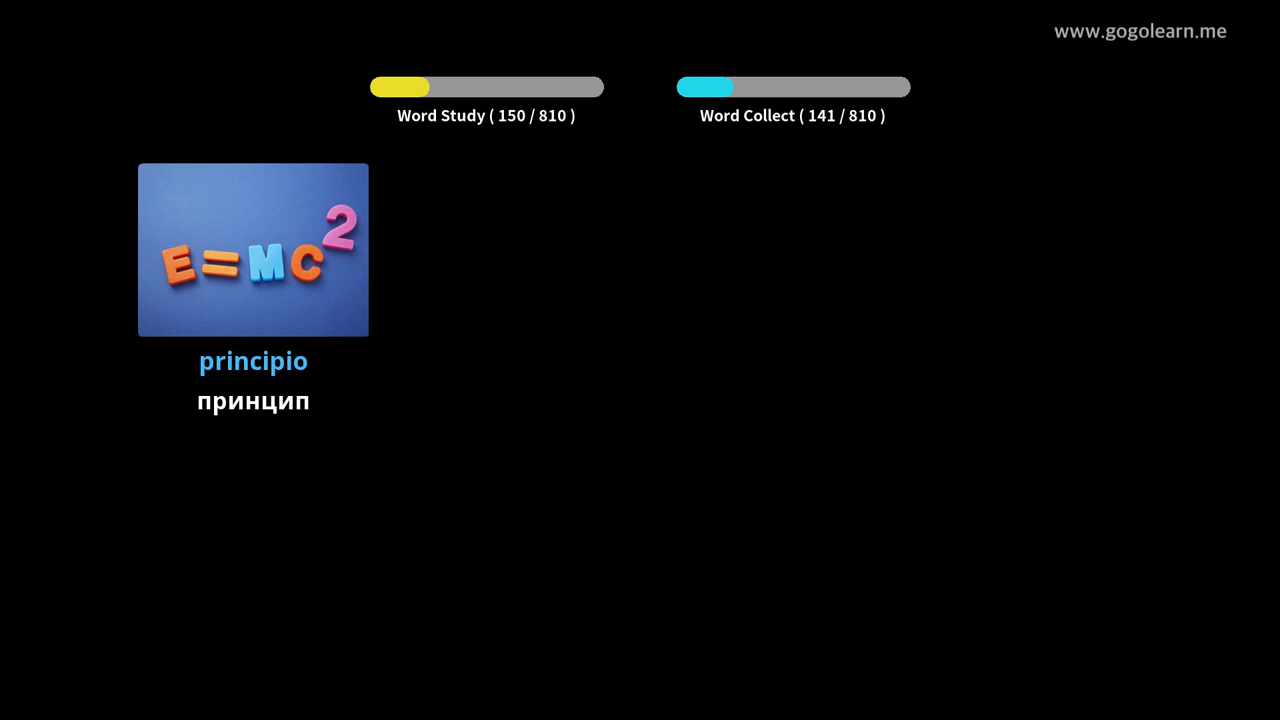 www.gogolearn.me
Word Study ( 150 / 810 )
Word Collect ( 141 / 810 )
E=MC2
principio
принцип